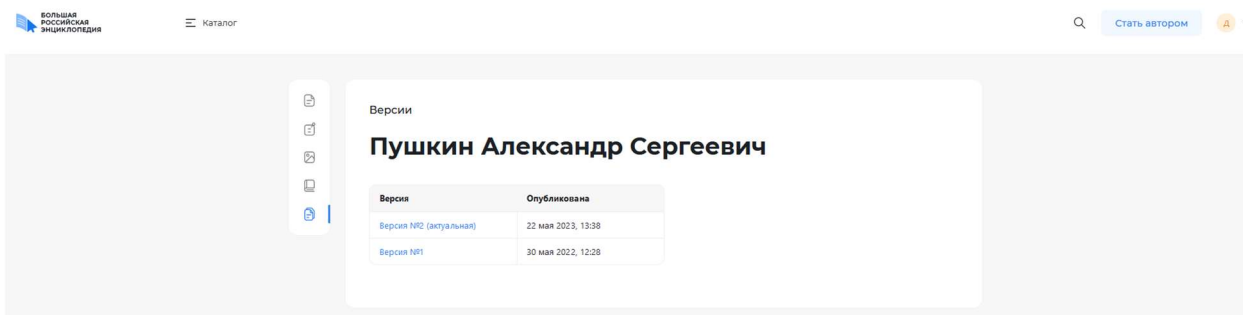 БОЛЬШАЯ
РОССИЙСКАЯ
ЭНЦИКЛОПЕДИЯ
Каталог
Стать автором
Д
Версии
Пушкин Александр Сергеевич
Версия Опубликована
Версия №2 (актуальная) 22 мая 2023, 13:38
Версия №1 30 мая 2022, 12:28